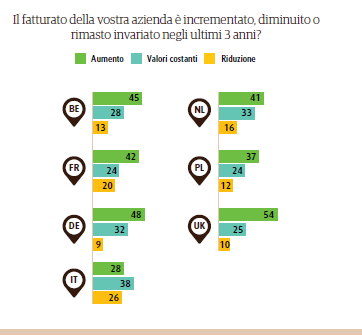 Il fatturato della vostra azienda è incrementato, diminuito o
rimasto invariato negli ultimi 3 anni?
Aumento Valori costanti Riduzione
BE
45
28
13
NL
41
33
16
FR
42
24
20
PL
37
24
12
DE
48
32
9
UK
54
25
10
IT
28
38
26